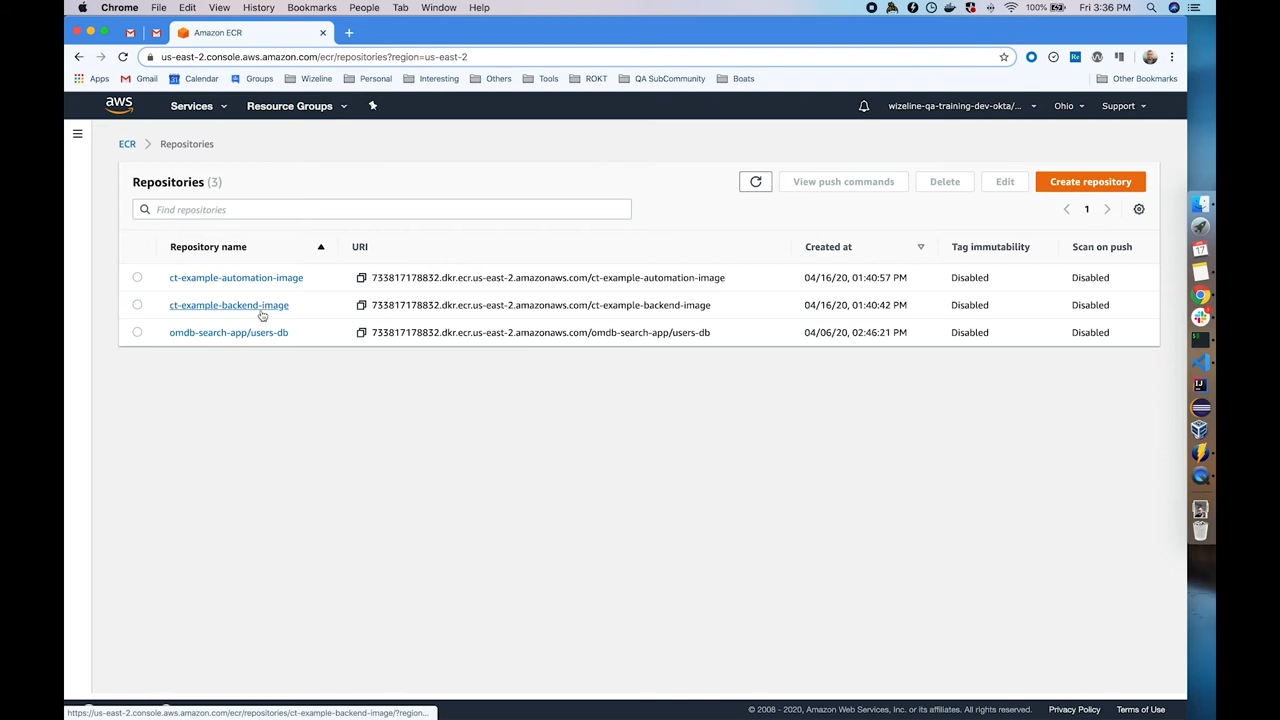 Chrome File Edit View History Bookmarks People Tab Window Help 100% Fri 3:36 PM
Amazon ECR
us-east-2.console.aws.amazon.com/ecr/repositories?region=us-east-2
Apps Gmail Calendar Groups Wizeline Personal Interesting Others Tools ROKT QA SubCommunity Boats Other Bookmarks
aws Services Resource Groups wizeline-qa-training-dev-okta/... Ohio Support
ECR Repositories
Repositories (3) View push commands Delete Edit Create repository
Find repositories 1
Repository name URI Created at Tag immutability Scan on push
ct-example-automation-image 733817178832.dkr.ecr.us-east-2.amazonaws.com/ct-example-automation-image 04/16/20, 01:40:57 PM Disabled Disabled
ct-example-backend-image 733817178832.dkr.ecr.us-east-2.amazonaws.com/ct-example-backend-image 04/16/20, 01:40:42 PM Disabled Disabled
omdb-search-app/users-db 733817178832.dkr.ecr.us-east-2.amazonaws.com/omdb-search-app/users-db 04/06/20, 02:46:21 PM Disabled Disabled
https://us-east-2.console.aws.amazon.com/ecr/repositories/ct-example-backend-image/?region... © 2008 - 2020, Amazon Web Services, Inc. or its affiliates. All rights reserved. Privacy Policy Terms of Use